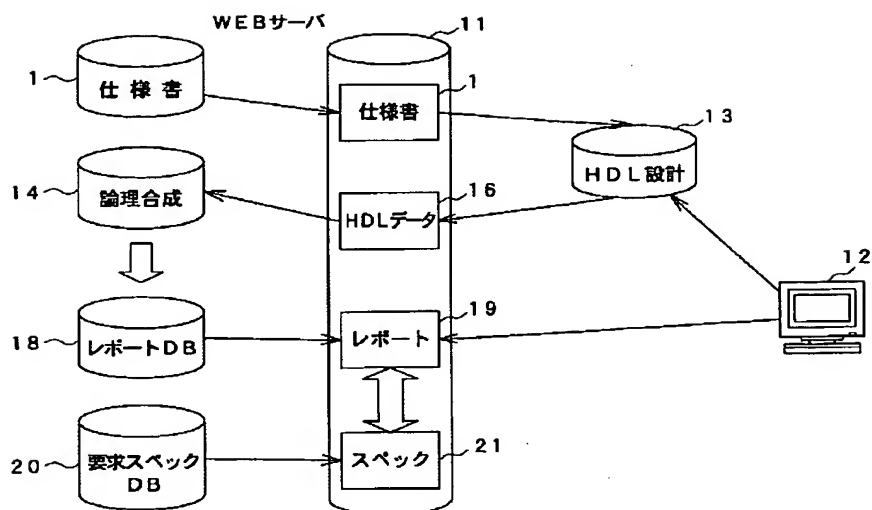 WEBサーバ
11
1
仕様書
1
仕様書
13
HDL設計
14
論理合成
16
HDLデータ
12
18
レポートDB
19
レポート
20
要求スペック
DB
21
スペック